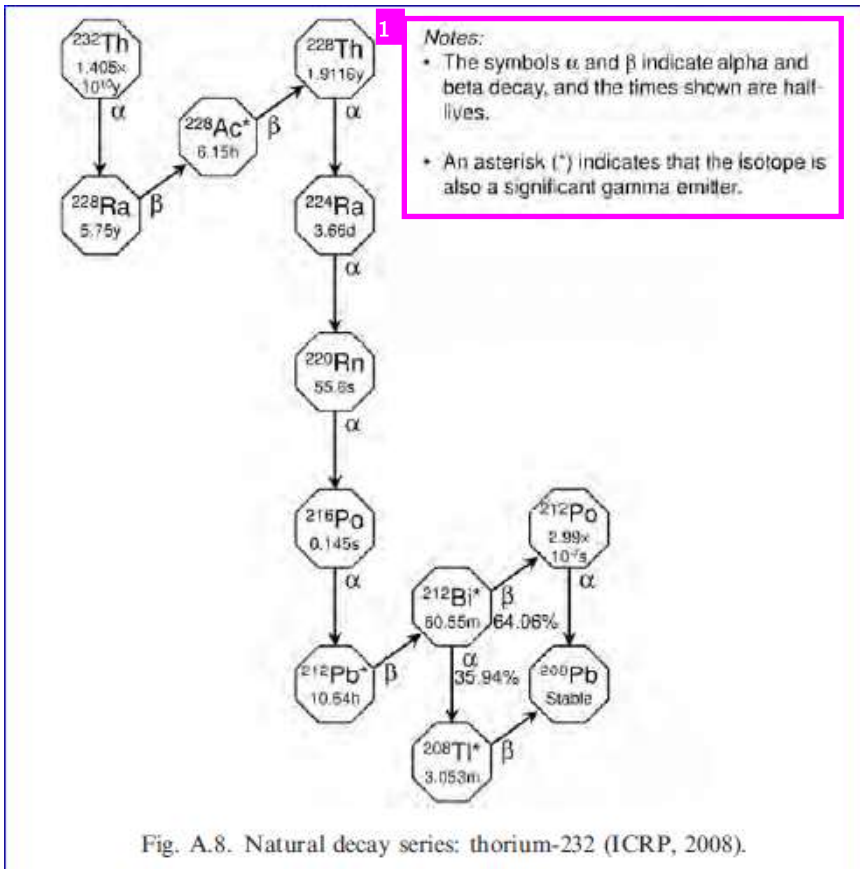 232Th
1.405×
10¹⁰y
α
228Ra
5.75y
β
228Ac*
6.15h
β
228Th
1.9116y
α
1
Notes:
• The symbols α and β indicate alpha and
beta decay, and the times shown are half-
lives.
• An asterisk (*) indicates that the isotope is
also a significant gamma emitter.
224Ra
3.66d
α
220Rn
55.6s
α
216Po
0.145s
α
212Pb*
10.64h
β
212Bi*
60.55m
β
64.06%
α
35.94%
212Po
2.99×
10⁻⁷s
α
208Tl*
3.053m
β
208Pb
Stable
Fig. A.8. Natural decay series: thorium-232 (ICRP, 2008).